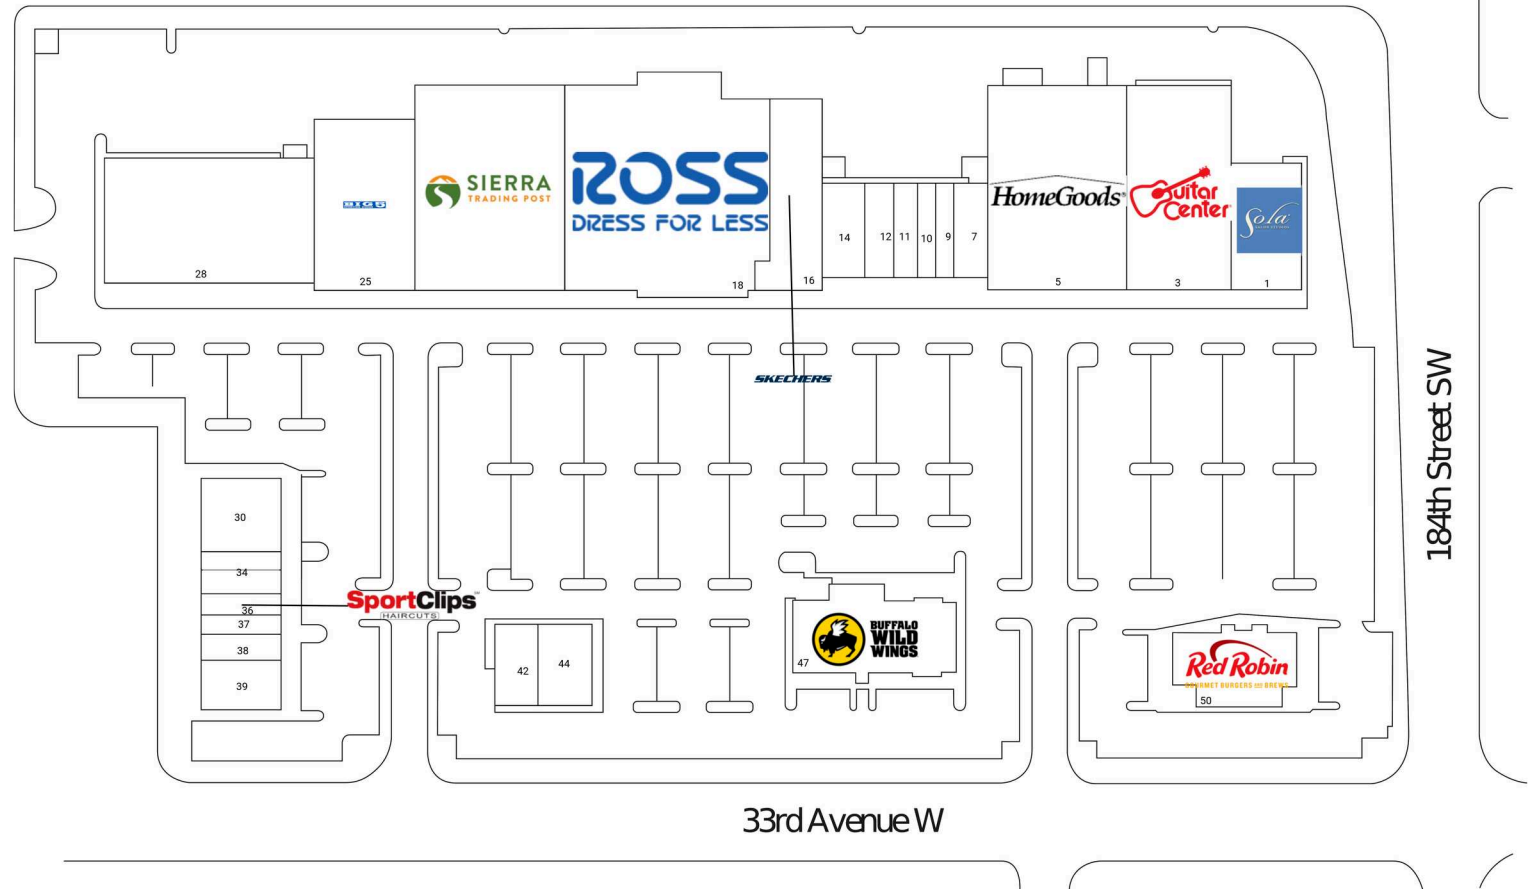 BIG 5
SIERRA
TRADING POST
ROSS
DRESS FOR LESS
HomeGoods
Guitar
Center
Sola
28
25
18
16
14
12
11
10
9
7
5
3
1
SKECHERS
184th Street SW
30
34
36
37
38
39
SportClips
HAIRCUTS
42
44
47
BUFFALO
WILD
WINGS
Red Robin
GOURMET BURGERS AND BREWS
50
33rd Avenue W